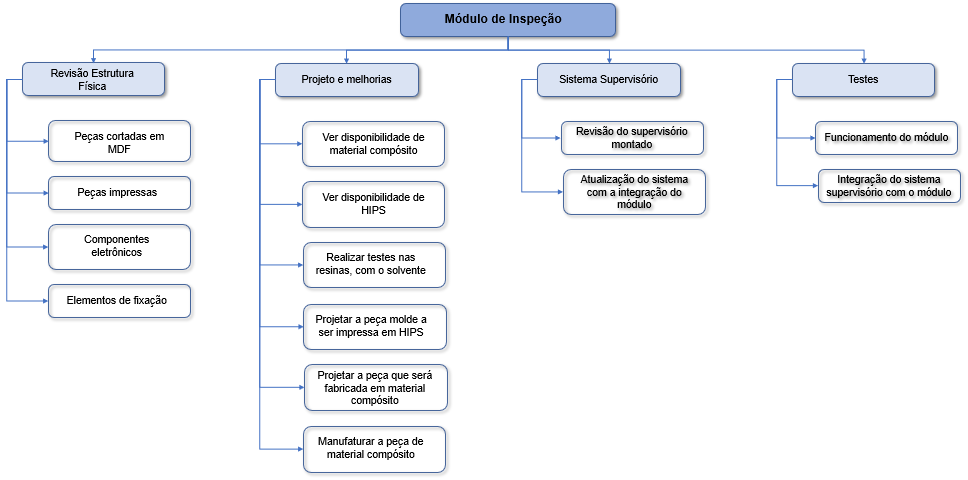 Módulo de Inspeção
Revisão Estrutura
Física
Peças cortadas em
MDF
Peças impressas
Componentes
eletrônicos
Elementos de fixação
Projeto e melhorias
Ver disponibilidade de
material compósito
Ver disponibilidade de
HIPS
Realizar testes nas
resinas, com o solvente
Projetar a peça molde a
ser impressa em HIPS
Projetar a peça que será
fabricada em material
compósito
Manufaturar a peça de
material compósito
Sistema Supervisório
Revisão do supervisório
montado
Atualização do sistema
com a integração do
módulo
Testes
Funcionamento do módulo
Integração do sistema
supervisório com o módulo